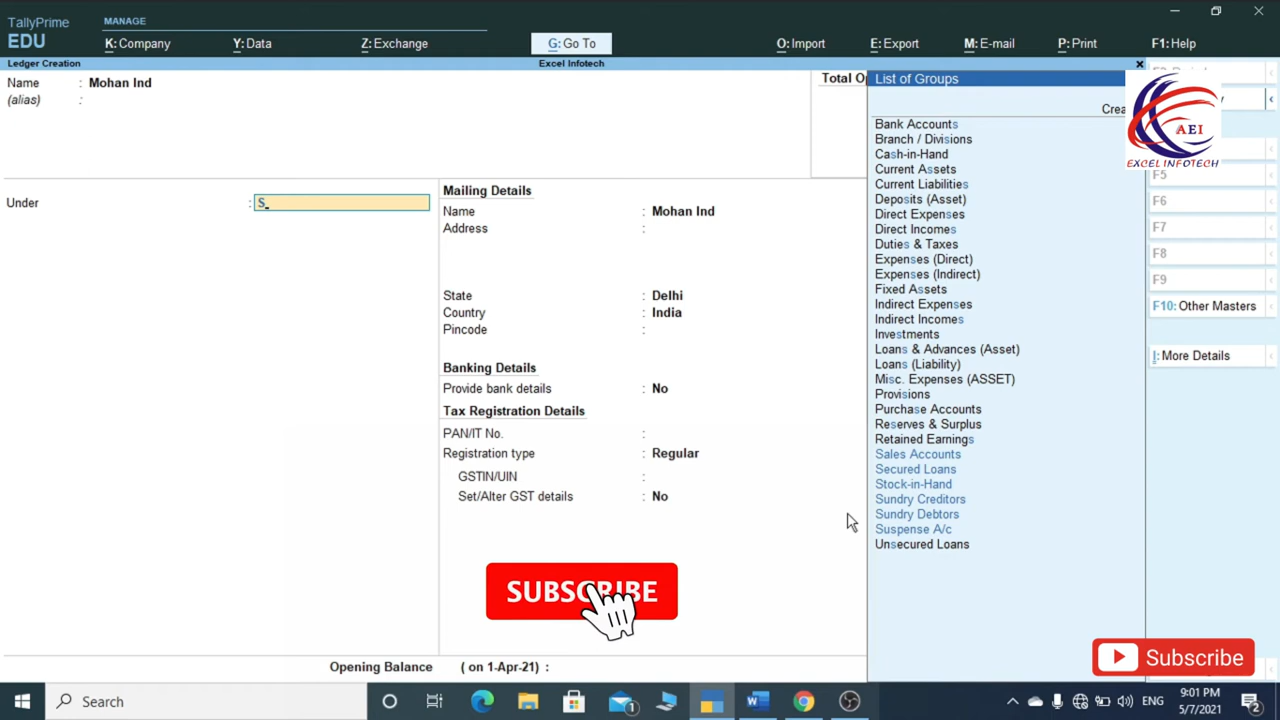 TallyPrime
EDU
MANAGE
K: Company
Y: Data
Z: Exchange
G: Go To
O: Import
E: Export
M: E-mail
P: Print
F1: Help
Ledger Creation
Excel Infotech
×
Name : Mohan Ind
(alias) :
Total Op
Under : S
Mailing Details
Name : Mohan Ind
Address :
State : Delhi
Country : India
Pincode :
Banking Details
Provide bank details : No
Tax Registration Details
PAN/IT No. :
Registration type : Regular
GSTIN/UIN :
Set/Alter GST details : No
SUBSCRIBE
Opening Balance ( on 1-Apr-21) :
List of Groups
Crea
Bank Accounts
Branch / Divisions
Cash-in-Hand
Current Assets
Current Liabilities
Deposits (Asset)
Direct Expenses
Direct Incomes
Duties & Taxes
Expenses (Direct)
Expenses (Indirect)
Fixed Assets
Indirect Expenses
Indirect Incomes
Investments
Loans & Advances (Asset)
Loans (Liability)
Misc. Expenses (ASSET)
Provisions
Purchase Accounts
Reserves & Surplus
Retained Earnings
Sales Accounts
Secured Loans
Stock-in-Hand
Sundry Creditors
Sundry Debtors
Suspense A/c
Unsecured Loans
AEI
EXCEL INFOTECH
F5
F6
F7
F8
F9
F10: Other Masters
I: More Details
Subscribe
Search
1
W
ENG
9:01 PM
5/7/2021
2